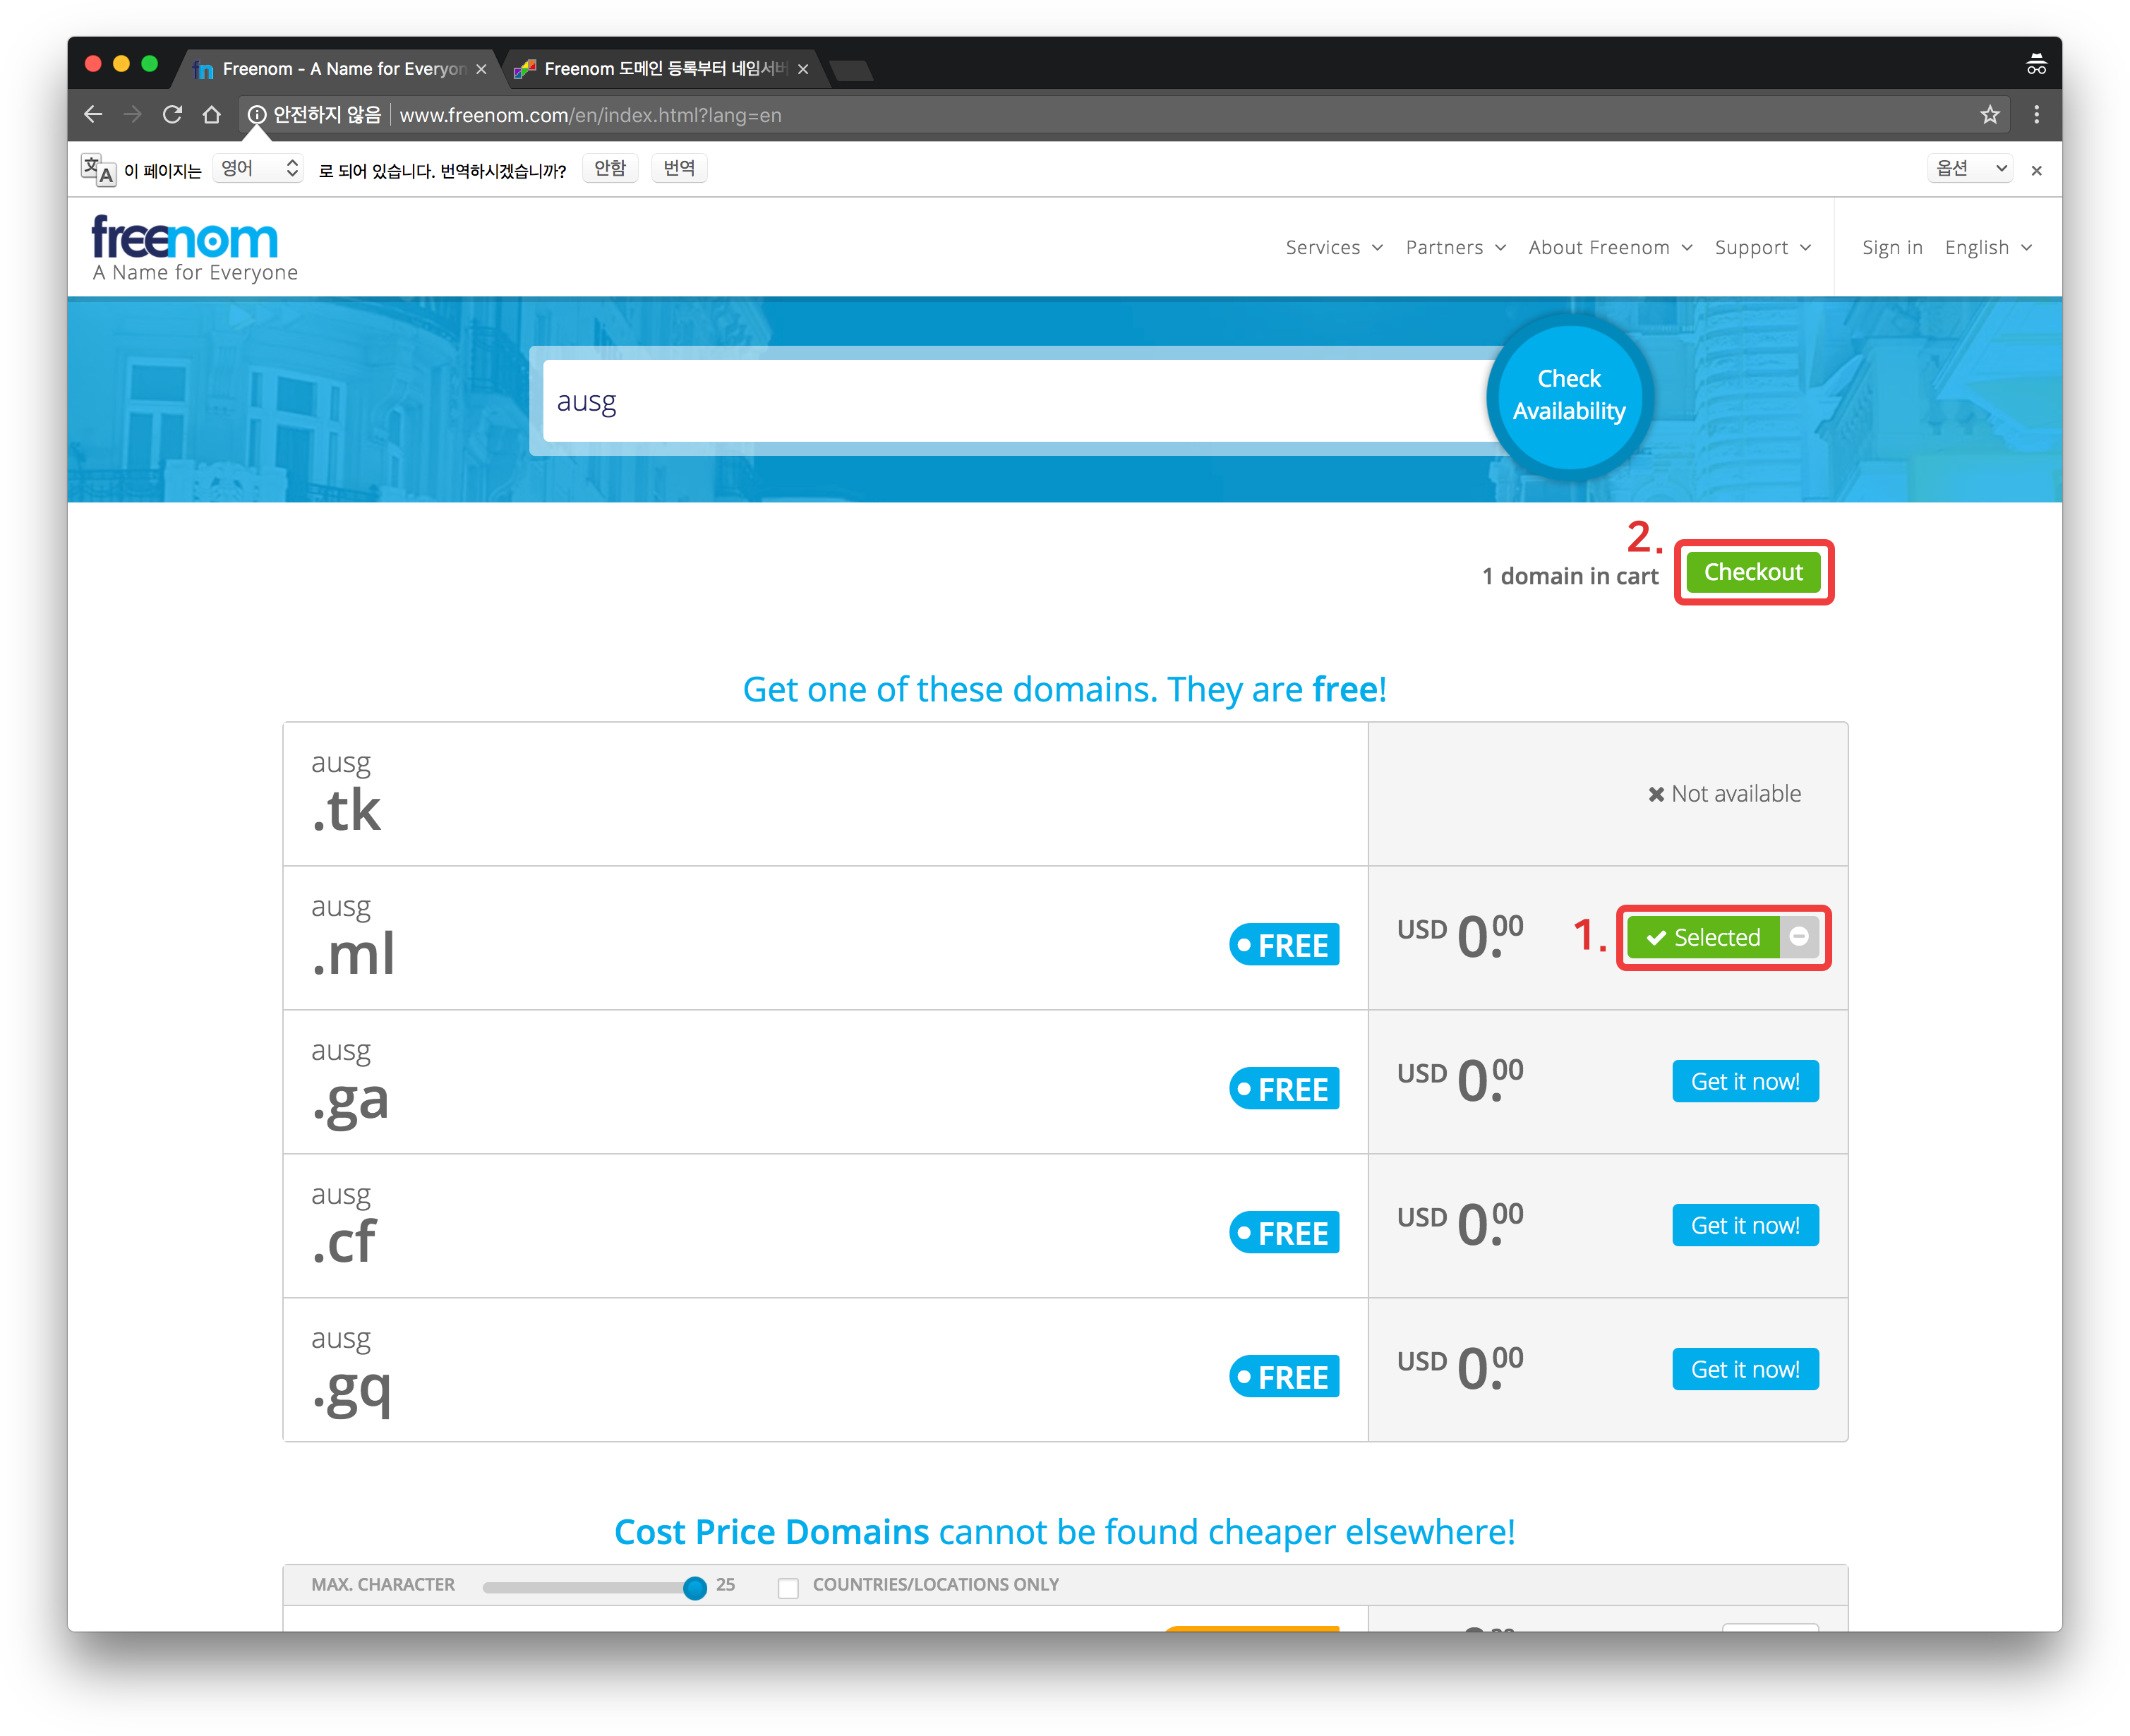 Freenom - A Name for Everyon
Freenom 도메인 등록부터 네임서버
안전하지 않음 www.freenom.com/en/index.html?lang=en
이 페이지는 영어 로 되어 있습니다. 번역하시겠습니까? 안함 번역 옵션
freenom
A Name for Everyone
Services Partners About Freenom Support Sign in English
ausg
Check
Availability
2.
1 domain in cart Checkout
Get one of these domains. They are free!
ausg
.tk
Not available
ausg
.ml
FREE USD 0.00 1. Selected
ausg
.ga
FREE USD 0.00 Get it now!
ausg
.cf
FREE USD 0.00 Get it now!
ausg
.gq
FREE USD 0.00 Get it now!
Cost Price Domains cannot be found cheaper elsewhere!
MAX. CHARACTER 25 COUNTRIES/LOCATIONS ONLY